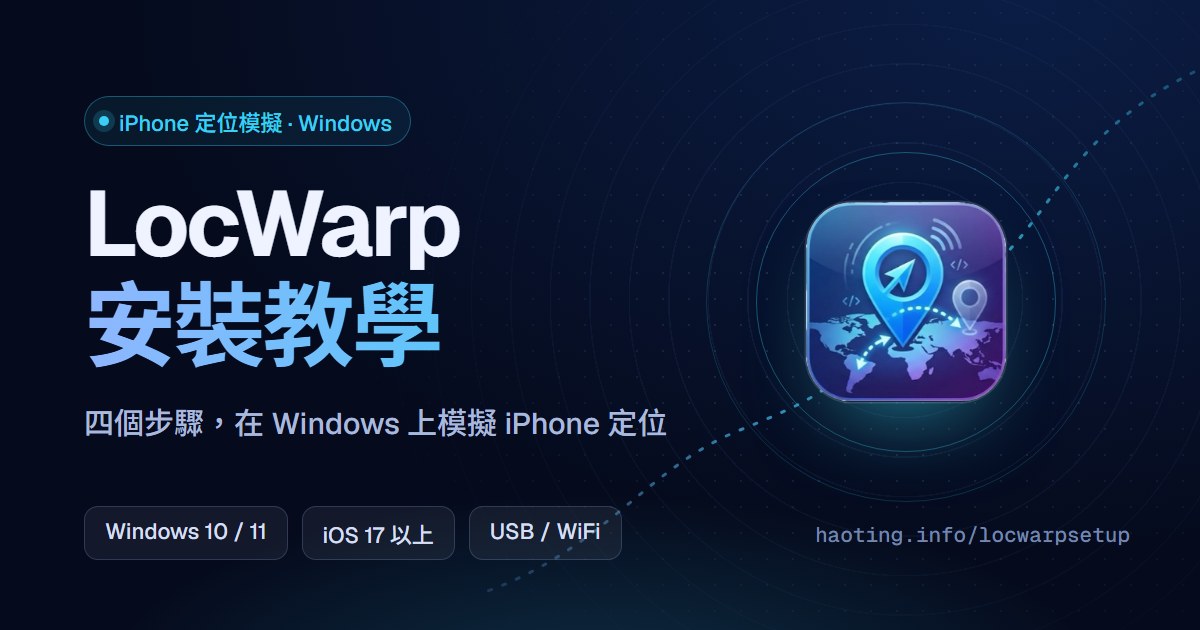 iPhone 定位模擬 · Windows
LocWarp
安裝教學
四個步驟，在 Windows 上模擬 iPhone 定位
Windows 10 / 11
iOS 17 以上
USB / WiFi
haoting.info/locwarpsetup
</>
</>